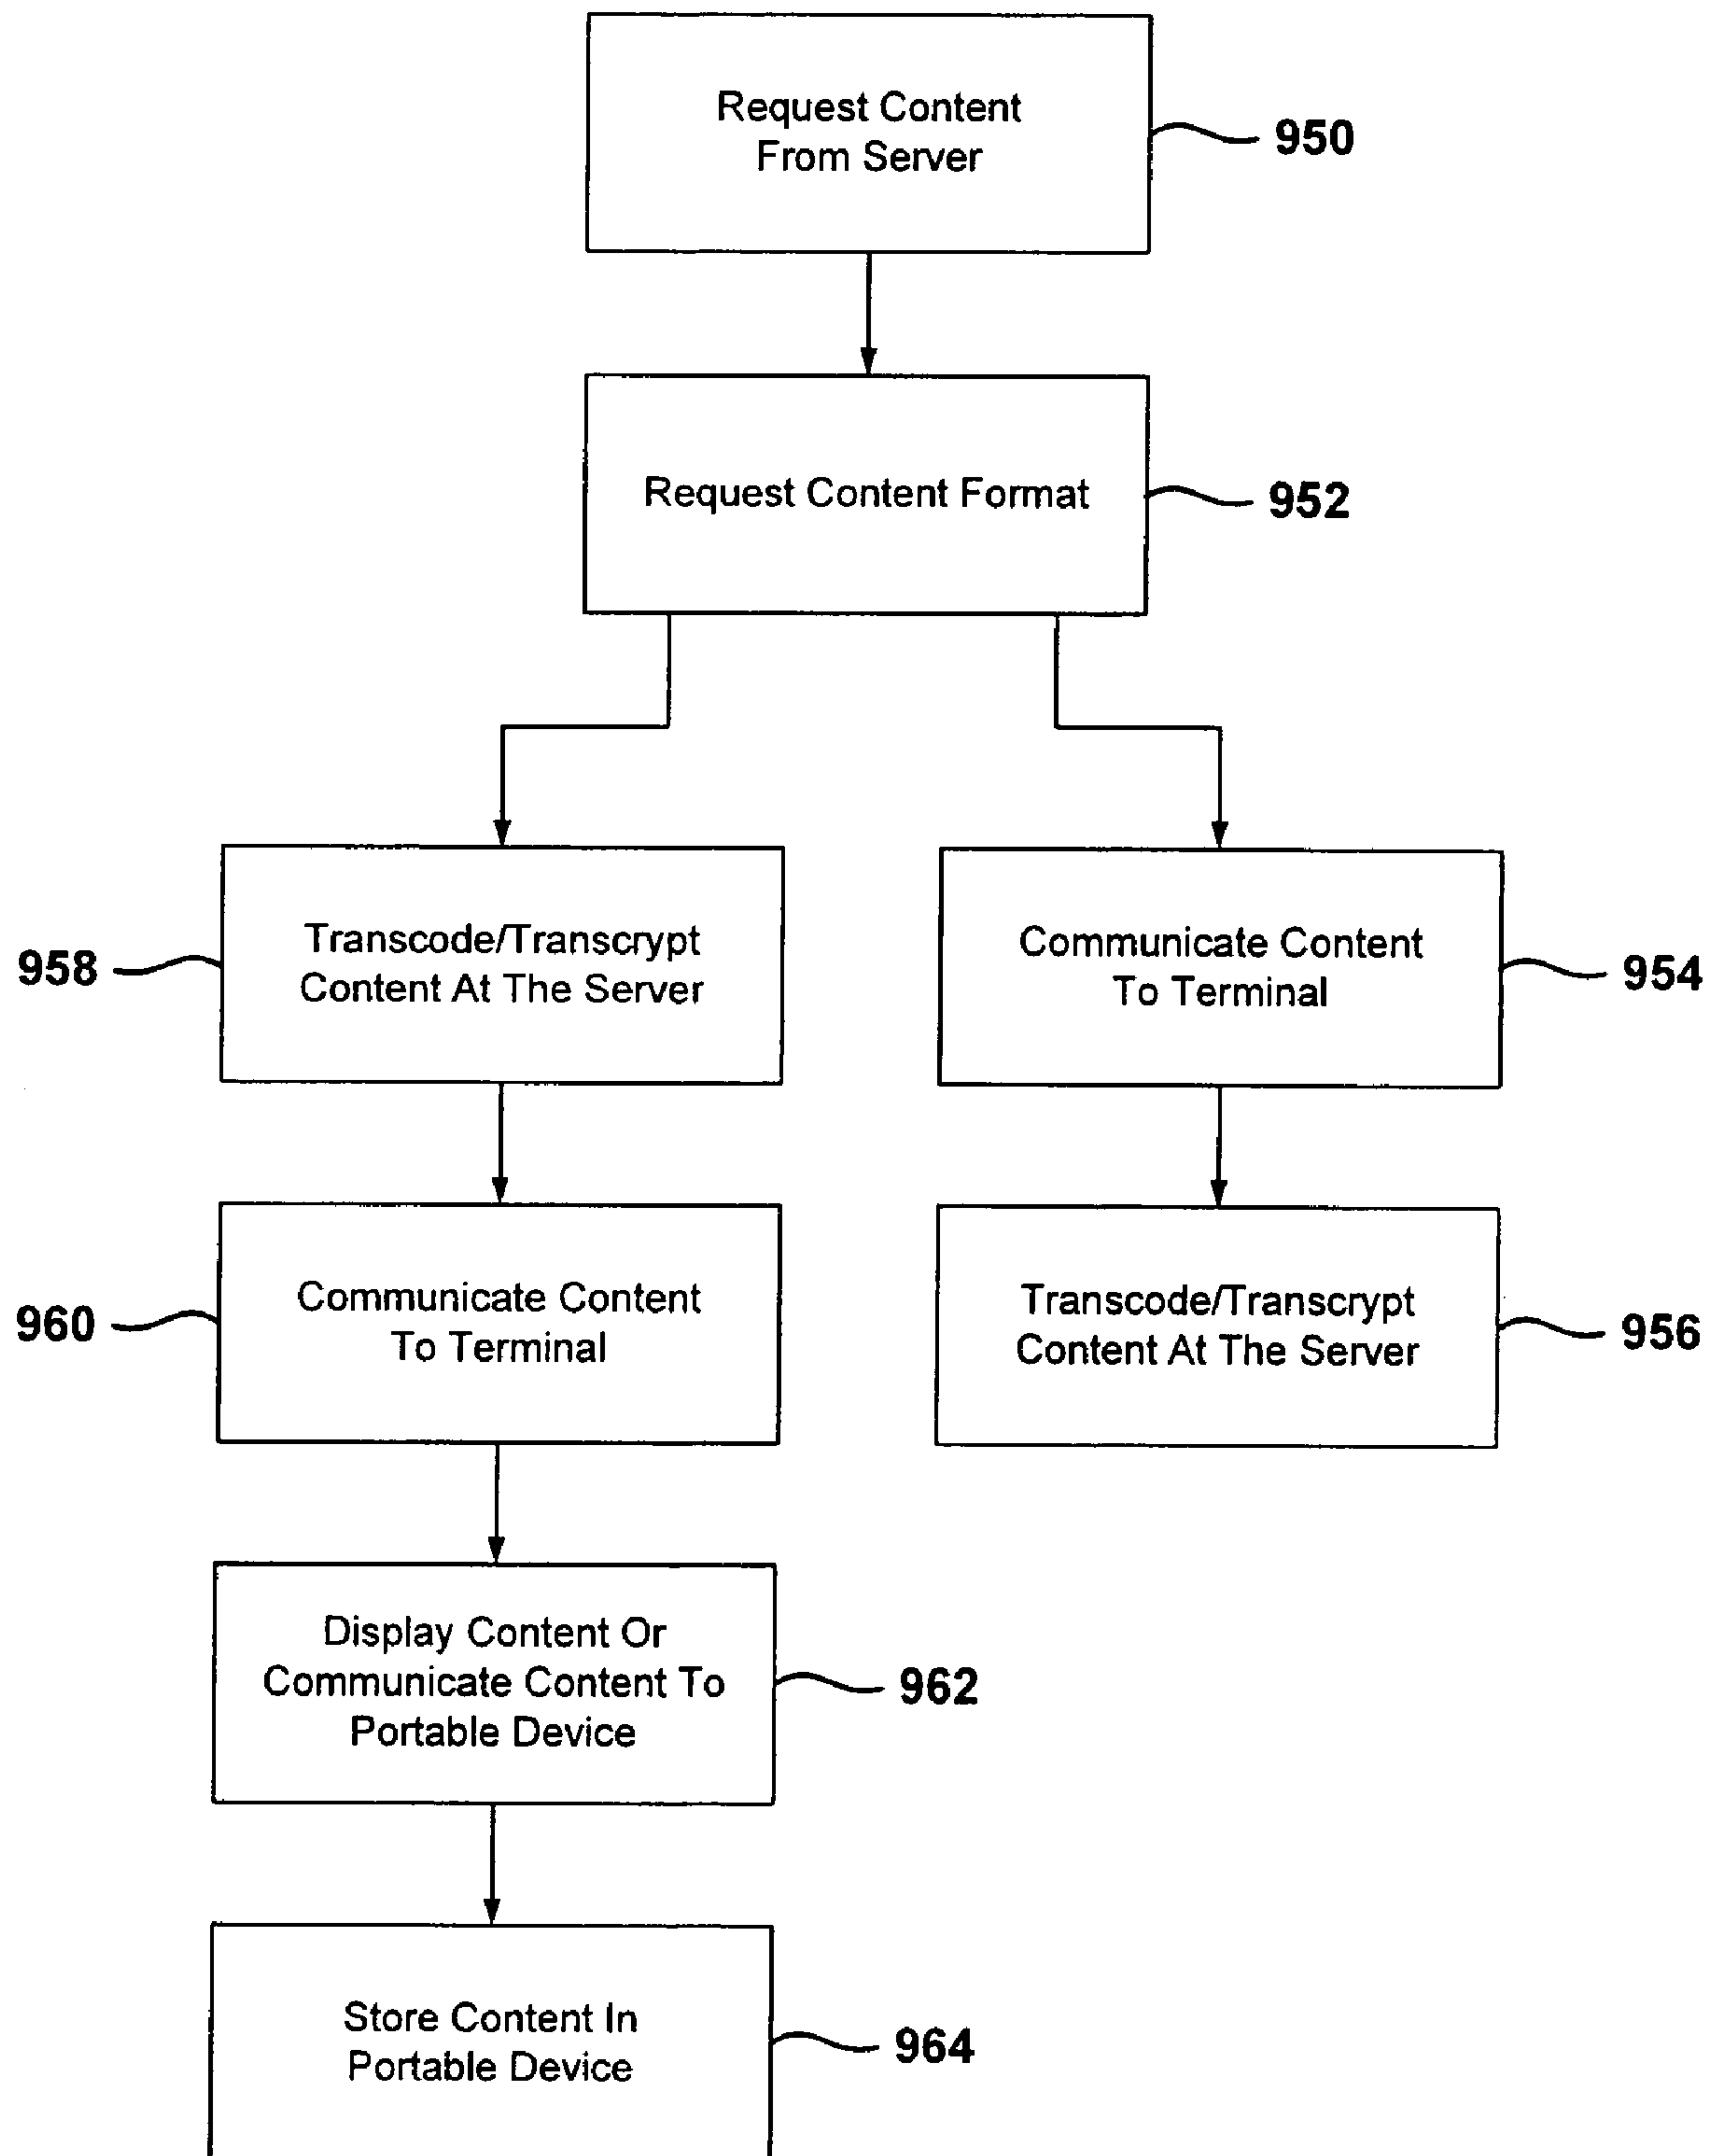 Request Content
From Server
950
Request Content Format
952
Transcode/Transcrypt
Content At The Server
958
Communicate Content
To Terminal
954
Communicate Content
To Terminal
960
Transcode/Transcrypt
Content At The Server
956
Display Content Or
Communicate Content To
Portable Device
962
Store Content In
Portable Device
964